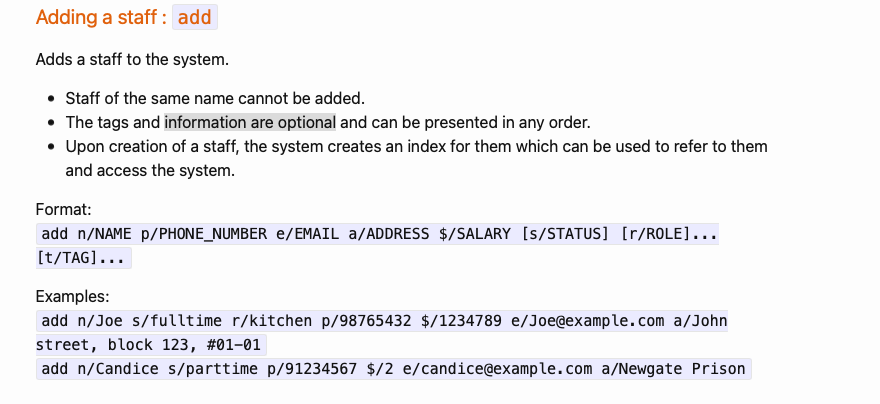 Adding a staff : add
Adds a staff to the system.
• Staff of the same name cannot be added.
• The tags and information are optional and can be presented in any order.
• Upon creation of a staff, the system creates an index for them which can be used to refer to them
and access the system.
Format:
add n/NAME p/PHONE_NUMBER e/EMAIL a/ADDRESS $/SALARY [s/STATUS] [r/ROLE]...
[t/TAG]...
Examples:
add n/Joe s/fulltime r/kitchen p/98765432 $/1234789 e/Joe@example.com a/John
street, block 123, #01-01
add n/Candice s/parttime p/91234567 $/2 e/candice@example.com a/Newgate Prison